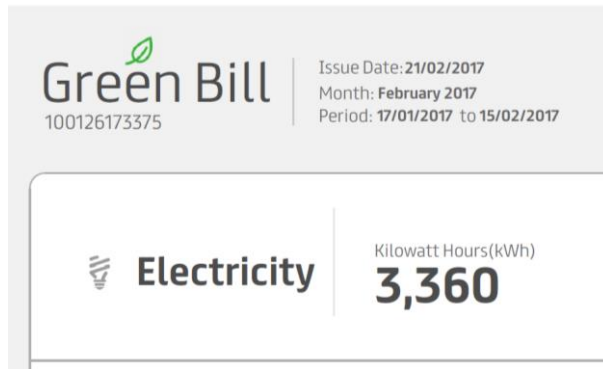 Green Bill
100126173375
Issue Date:21/02/2017
Month: February 2017
Period: 17/01/2017 to 15/02/2017
Electricity
Kilowatt Hours(kWh)
3,360